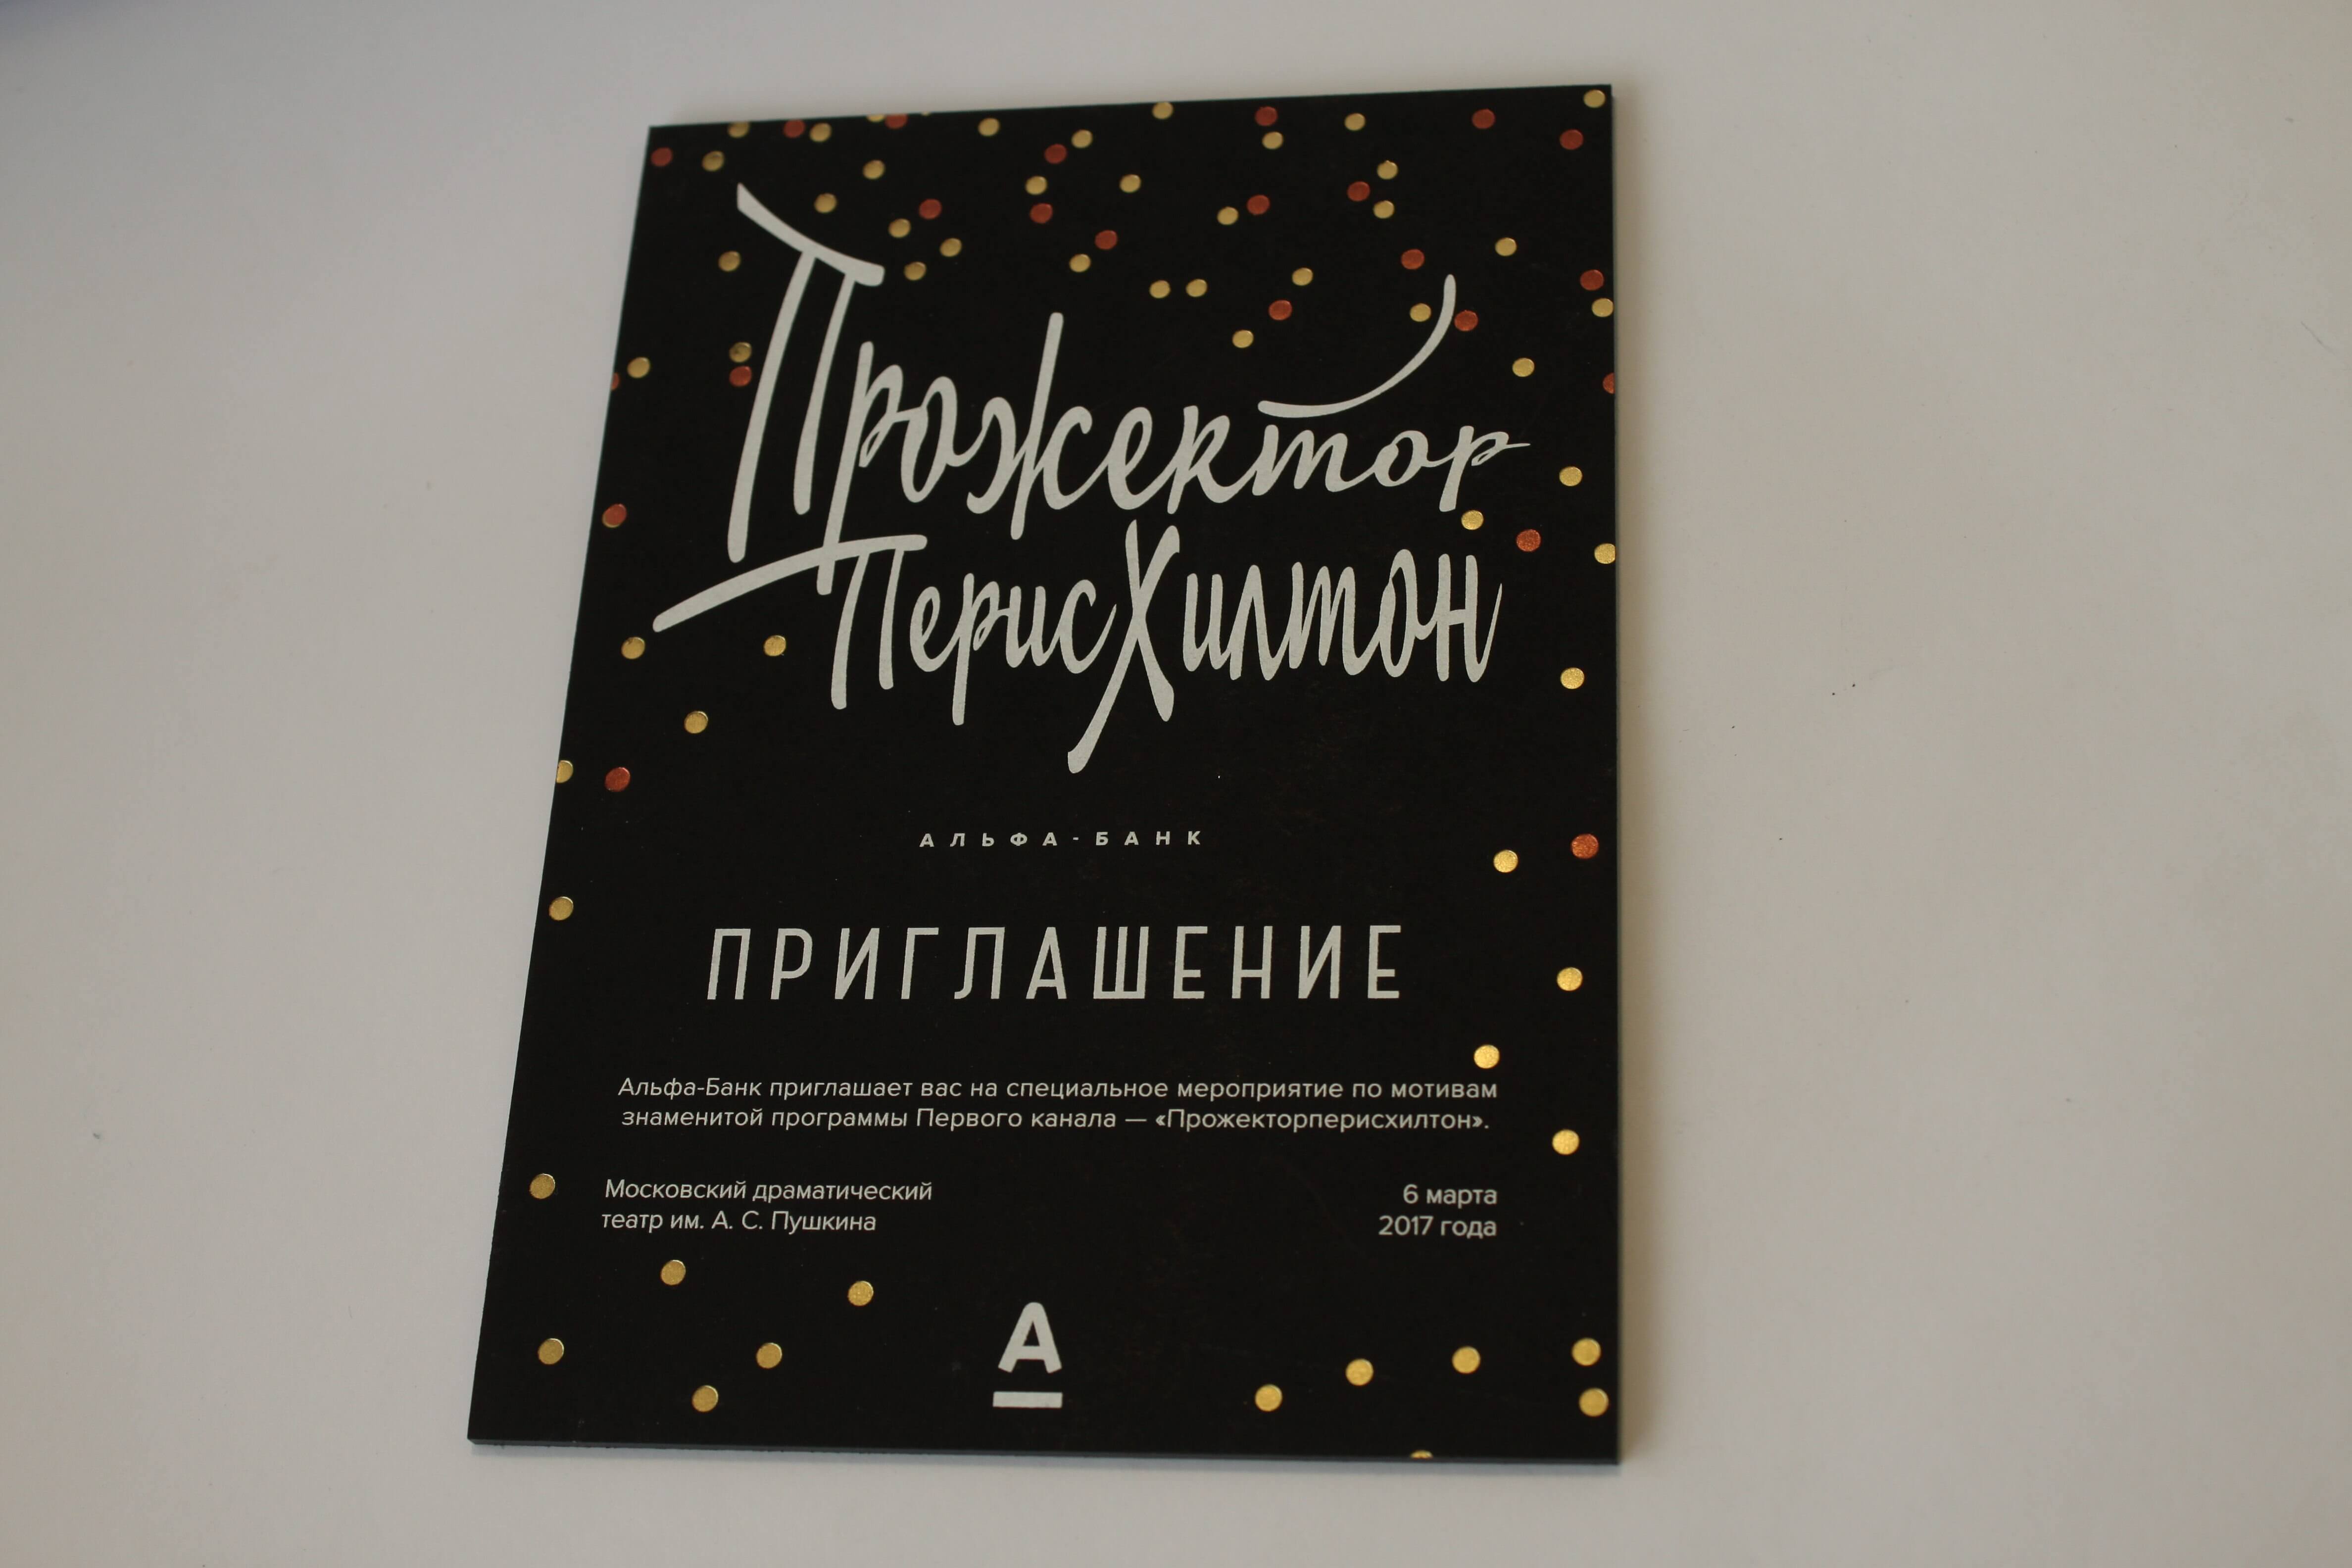 Прожектор
ПерисХилтон
АЛЬФА-БАНК
ПРИГЛАШЕНИЕ
Альфа-Банк приглашает вас на специальное мероприятие по мотивам
знаменитой программы Первого канала — «Прожекторперисхилтон».
Московский драматический
театр им. А. С. Пушкина
6 марта
2017 года
А